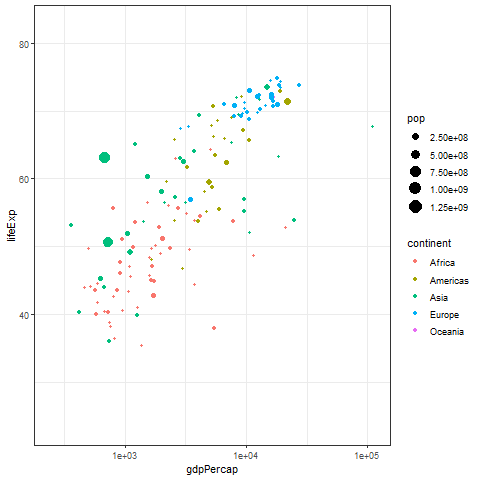 80
60
40
lifeExp
1e+03
1e+04
1e+05
gdpPercap
pop
2.50e+08
5.00e+08
7.50e+08
1.00e+09
1.25e+09
continent
Africa
Americas
Asia
Europe
Oceania